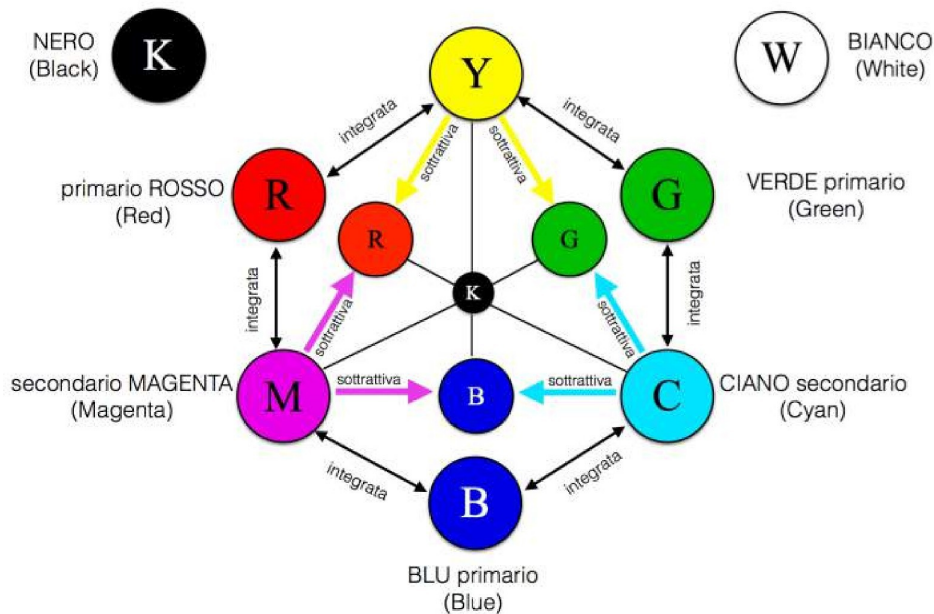 NERO
(Black)
K
Y
W
BIANCO
(White)
integrata
integrata
sottrattiva
sottrattiva
primario ROSSO
(Red)
R
G
VERDE primario
(Green)
R
G
K
integrata
integrata
sottrattiva
sottrattiva
secondario MAGENTA
(Magenta)
M
sottrattiva
B
sottrattiva
C
CIANO secondario
(Cyan)
integrata
integrata
B
BLU primario
(Blue)